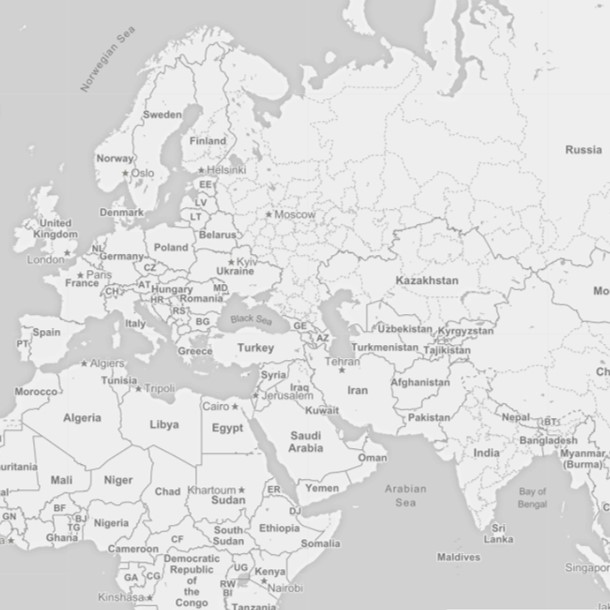 Norwegian Sea
Sweden
Finland
Russia
Norway
Oslo
Helsinki
EE
LV
Denmark
LT
Moscow
United
Kingdom
Belarus
NL
Poland
London
Germany
Kyiv
CZ
Ukraine
Paris
France
AT
Hungary
MD
Kazakhstan
CH
HR
Romania
Mo
RS
Italy
BG
Black Sea
GE
Uzbekistan
Kyrgyzstan
Spain
AZ
PT
Greece
Turkey
Turkmenistan
Tajikistan
Algiers
Tehran
Ch
Tunisia
Tripoli
Syria
Iraq
Iran
Afghanistan
Morocco
Jerusalem
Cairo
Kuwait
Algeria
Libya
Egypt
Pakistan
Nepal
BT
Saudi
Arabia
Bangladesh
India
Myanmar
(Burma)
Oman
uritania
Mali
Niger
Chad
Khartoum
Sudan
ER
Yemen
Arabian
Sea
Bay of
Bengal
al
BF
GN
BJ
TG
Nigeria
DJ
Ghana
Ethiopia
South
Sudan
Sri
Lanka
CF
Somalia
Cameroon
Maldives
Democratic
Republic
of the
Congo
UG
Kenya
Singapor
GA
CG
RW
BI
Nairobi
Kinshasa
Tanzania